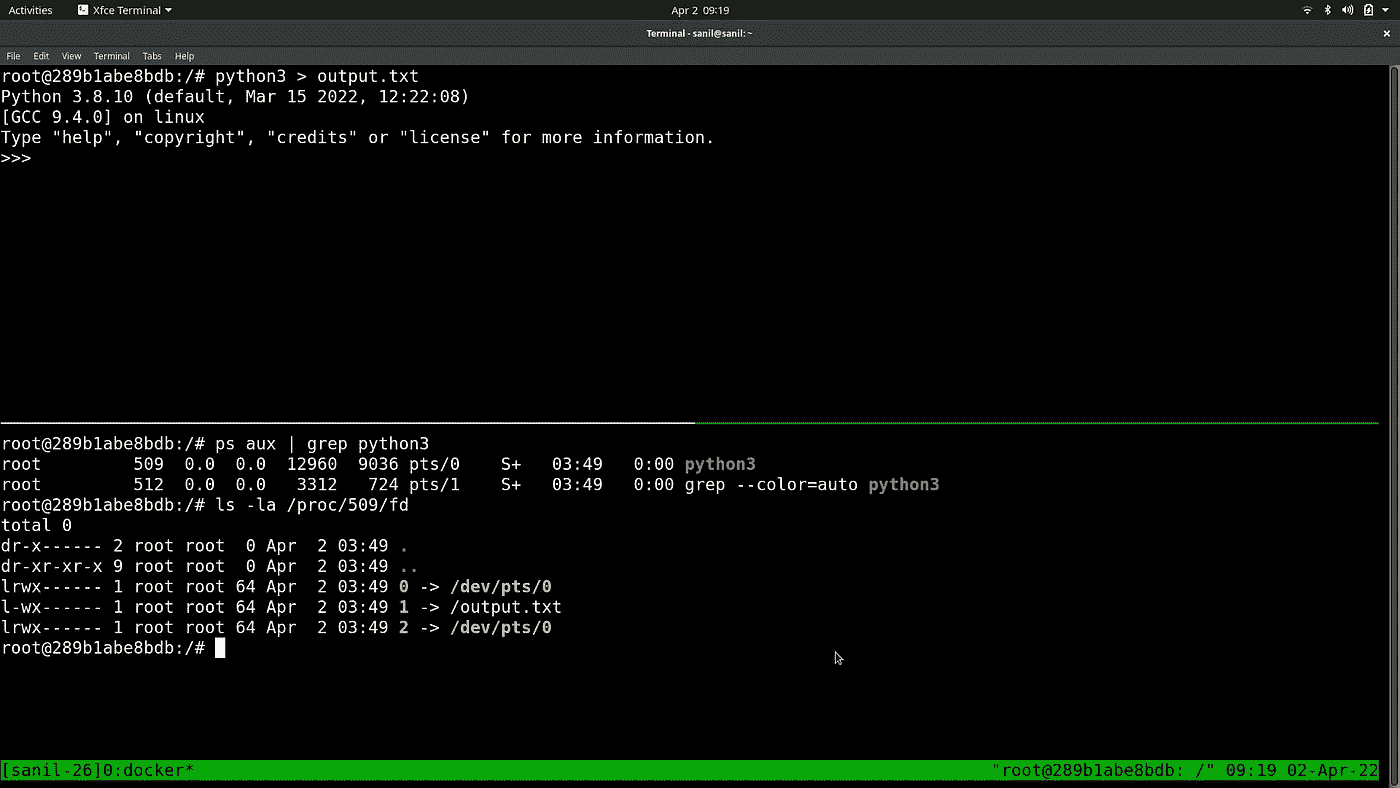 Activities Xfce Terminal Apr 2 09:19
Terminal - sanil@sanil: ~
File Edit View Terminal Tabs Help
root@289b1abe8bdb:/# python3 > output.txt
Python 3.8.10 (default, Mar 15 2022, 12:22:08)
[GCC 9.4.0] on linux
Type "help", "copyright", "credits" or "license" for more information.
>>>
root@289b1abe8bdb:/# ps aux | grep python3
root         509  0.0  0.0  12960  9036 pts/0    S+   03:49   0:00 python3
root         512  0.0  0.0   3312   724 pts/1    S+   03:49   0:00 grep --color=auto python3
root@289b1abe8bdb:/# ls -la /proc/509/fd
total 0
dr-x------ 2 root root  0 Apr  2 03:49 .
dr-xr-xr-x 9 root root  0 Apr  2 03:49 ..
lrwx------ 1 root root 64 Apr  2 03:49 0 -> /dev/pts/0
l-wx------ 1 root root 64 Apr  2 03:49 1 -> /output.txt
lrwx------ 1 root root 64 Apr  2 03:49 2 -> /dev/pts/0
root@289b1abe8bdb:/#
[sanil-26]0:docker* "root@289b1abe8bdb: /" 09:19 02-Apr-22